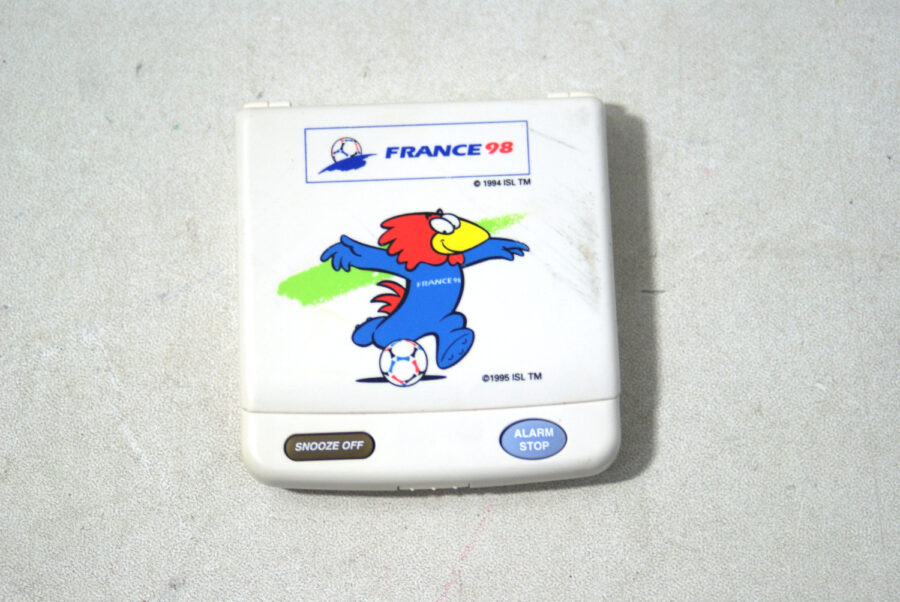 FRANCE 98
© 1994 ISL TM
FRANCE 98
©1995 ISL TM
SNOOZE OFF
ALARM
STOP